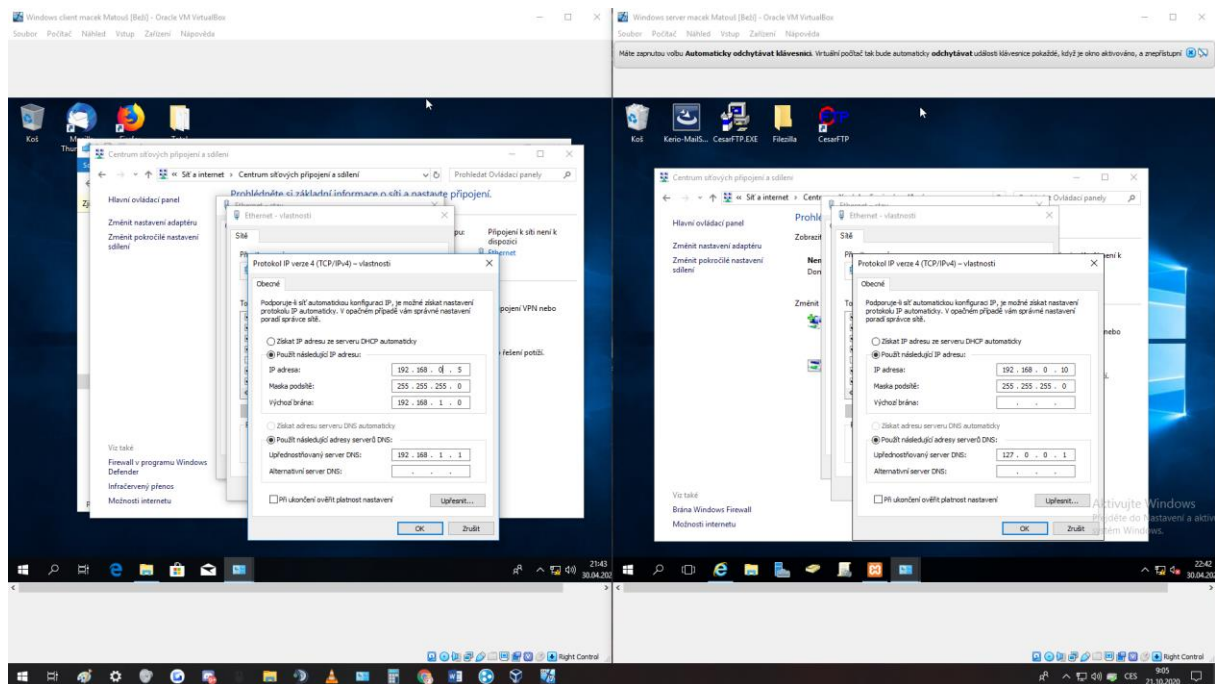 Windows client macek Matouš [Beží] - Oracle VM VirtualBox
Soubor Počítač Náhled Vstup Zařízení Nápověda
Koš
Centrum síťových připojení a sdílení
« Síť a internet › Centrum síťových připojení a sdílení
Prohledat Ovládací panely
Hlavní ovládací panel
Změnit nastavení adaptéru
Změnit pokročilé nastavení
sdílení
Prohlédněte si základní informace o síti a nastavte připojení.
Připojení k síti není k
dispozici
Ethernet
pojení VPN nebo
řešení potíží.
Viz také
Firewall v programu Windows
Defender
Infračervený přenos
Možnosti internetu
Ethernet - vlastnosti
Sítě
Protokol IP verze 4 (TCP/IPv4) – vlastnosti
Obecné
Podporuje-li síť automatickou konfiguraci IP, je možné získat nastavení
protokolu IP automaticky. V opačném případě vám správné nastavení
poradí správce sítě.
Získat IP adresu ze serveru DHCP automaticky
Použít následující IP adresu:
IP adresa: 192 . 168 . 0 . 5
Maska podsítě: 255 . 255 . 255 . 0
Výchozí brána: 192 . 168 . 1 . 0
Získat adresu serveru DNS automaticky
Použít následující adresy serverů DNS:
Upřednostňovaný server DNS: 192 . 168 . 1 . 1
Alternativní server DNS: . . .
Při ukončení ověřit platnost nastavení
Upřesnit...
OK Zrušit
21:43
30.04.202
Right Control
Windows server macek Matouš [Beží] - Oracle VM VirtualBox
Soubor Počítač Náhled Vstup Zařízení Nápověda
Máte zapnutou volbu Automaticky odchytávat klávesnici. Virtuální počítač tak bude automaticky odchytávat události klávesnice pokaždé, když je okno aktivováno, a znepřístupní
Koš Kerio-MailS... CesarFTP.EXE Filezilla CesarFTP
Centrum síťových připojení a sdílení
« Síť a internet › Centr
Ovládací panely
Hlavní ovládací panel
Změnit nastavení adaptéru
Změnit pokročilé nastavení
sdílení
Prohlé
Zobrazit
Nen
Dom
Změnit
ení k
nebo
Viz také
Brána Windows Firewall
Možnosti internetu
Ethernet - vlastnosti
Sítě
Protokol IP verze 4 (TCP/IPv4) – vlastnosti
Obecné
Podporuje-li síť automatickou konfiguraci IP, je možné získat nastavení
protokolu IP automaticky. V opačném případě vám správné nastavení
poradí správce sítě.
Získat IP adresu ze serveru DHCP automaticky
Použít následující IP adresu:
IP adresa: 192 . 168 . 0 . 10
Maska podsítě: 255 . 255 . 255 . 0
Výchozí brána: . . .
Získat adresu serveru DNS automaticky
Použít následující adresy serverů DNS:
Upřednostňovaný server DNS: 127 . 0 . 0 . 1
Alternativní server DNS: . . .
Při ukončení ověřit platnost nastavení
Upřesnit...
OK Zrušit
Aktivujte Windows
22:42
30.04.202
Right Control
CES
9:05
21.10.2020